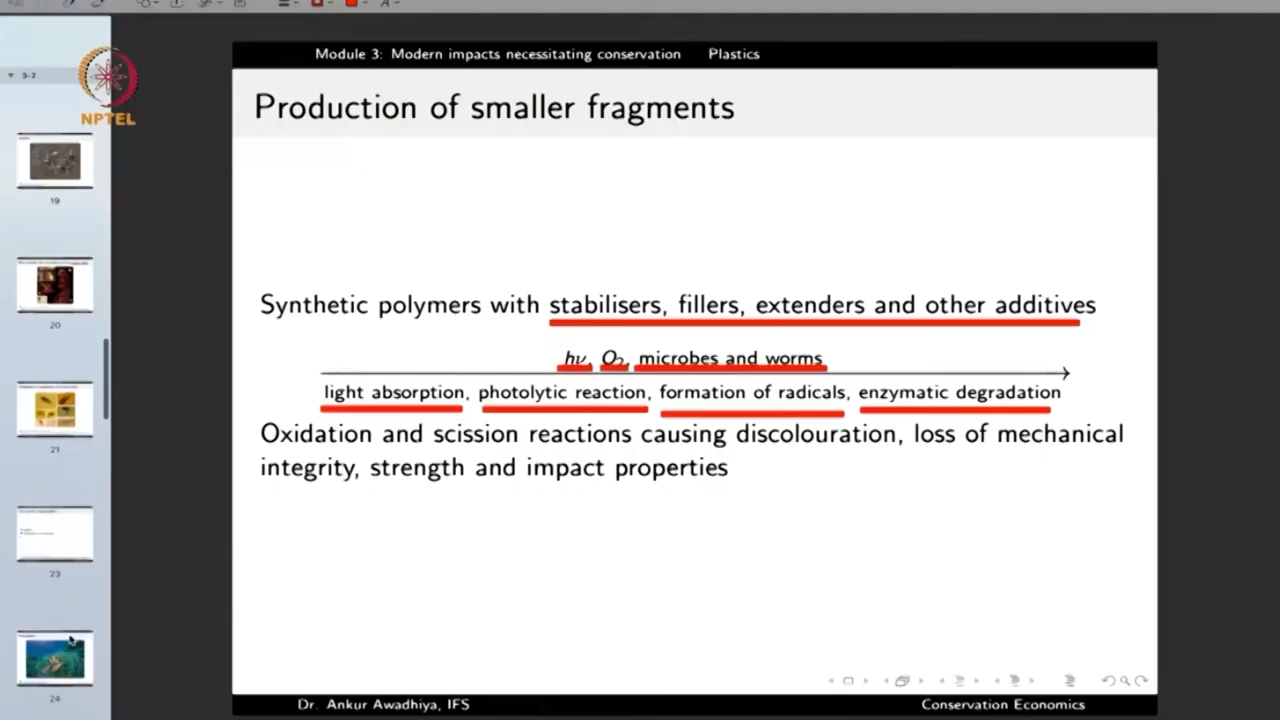 Module 3: Modern impacts necessitating conservation Plastics
3-2
NPTEL
Production of smaller fragments
19
Synthetic polymers with stabilisers, fillers, extenders and other additives
20
hν, O₂, microbes and worms
light absorption, photolytic reaction, formation of radicals, enzymatic degradation
Oxidation and scission reactions causing discolouration, loss of mechanical
integrity, strength and impact properties
21
23
24
Dr. Ankur Awadhiya, IFS Conservation Economics